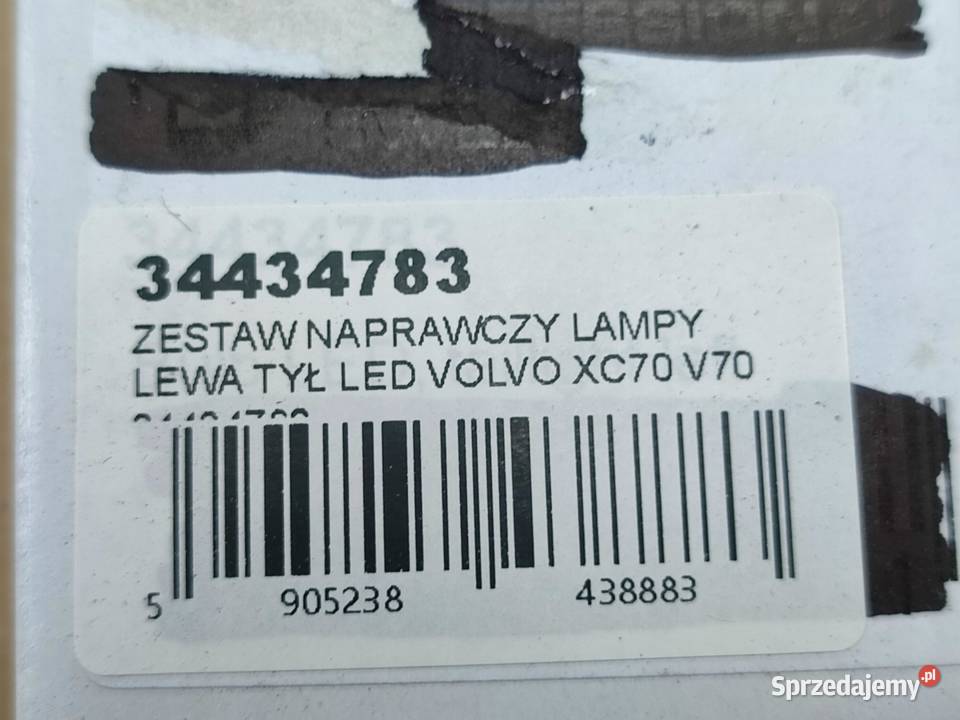 34434783
ZESTAW NAPRAWCZY LAMPY
LEWA TYŁ LED VOLVO XC70 V70
5 905238 438883
Sprzedajemy.pl